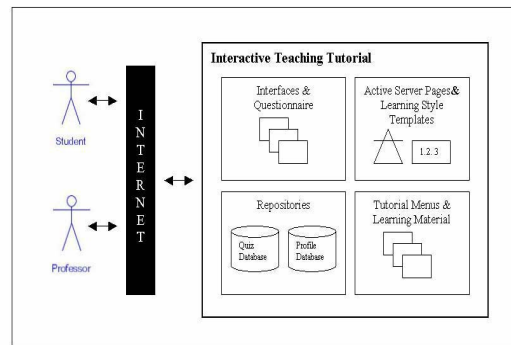 Interactive Teaching Tutorial
Student
Professor
INTERNET
Interfaces &
Questionnaire
Active Server Pages&
Learning Style
Templates
1.2.3
Repositories
Quiz
Database
Profile
Database
Tutorial Menus &
Learning Material